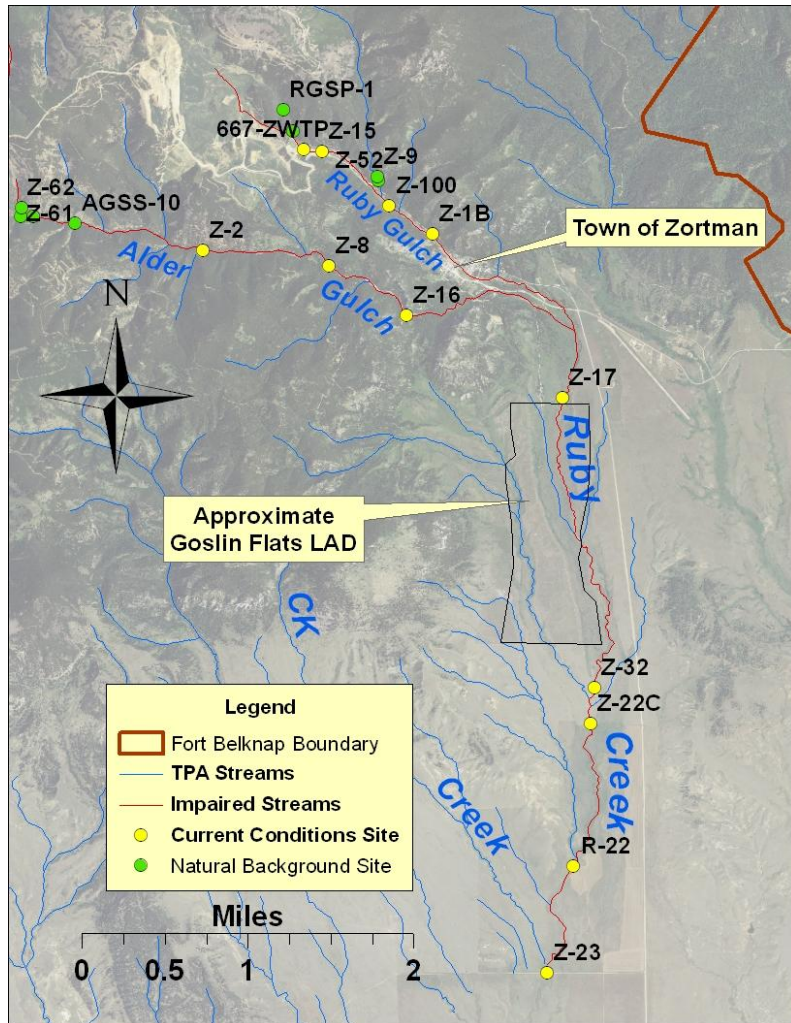 RGSP-1
667-ZWTP
Z-15
Z-52
Z-9
Z-62
Z-61
AGSS-10
Z-100
Z-1B
Ruby Gulch
Town of Zortman
Z-2
Alder
Z-8
Gulch
Z-16
N
Z-17
Ruby
Approximate
Goslin Flats LAD
CK
Z-32
Z-22C
Creek
Creek
R-22
Z-23
Legend
Fort Belknap Boundary
TPA Streams
Impaired Streams
Current Conditions Site
Natural Background Site
Miles
0 0.5 1 2